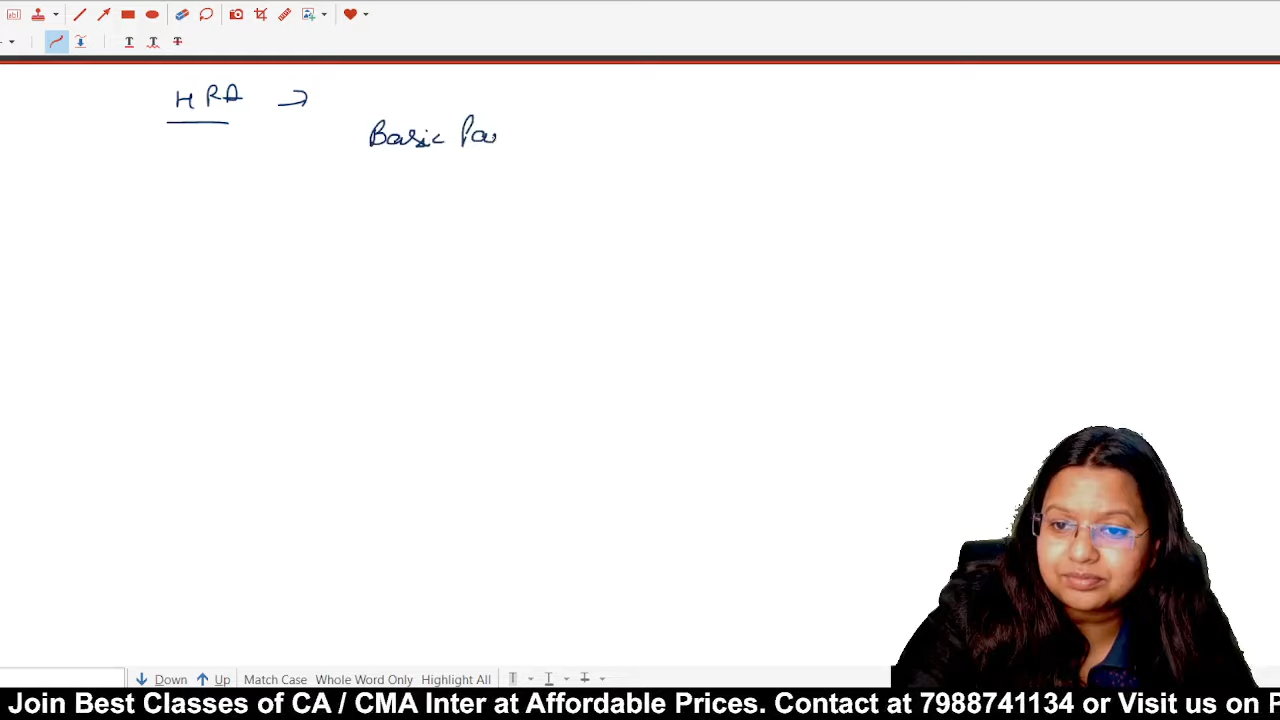 HRA →
Basic Pa
Down Up Match Case Whole Word Only Highlight All
Join Best Classes of CA / CMA Inter at Affordable Prices. Contact at 7988741134 or Visit us on P